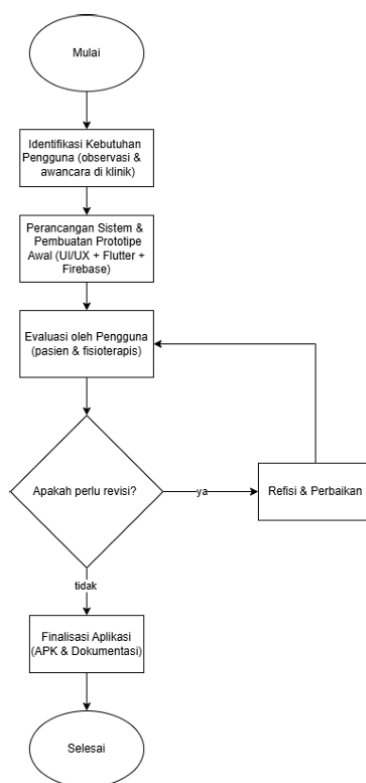 Mulai
Identifikasi Kebutuhan
Pengguna (observasi &
awancara di klinik)
Perancangan Sistem &
Pembuatan Prototipe
Awal (UI/UX + Flutter +
Firebase)
Evaluasi oleh Pengguna
(pasien & fisioterapis)
Apakah perlu revisi?
ya
Refisi & Perbaikan
tidak
Finalisasi Aplikasi
(APK & Dokumentasi)
Selesai